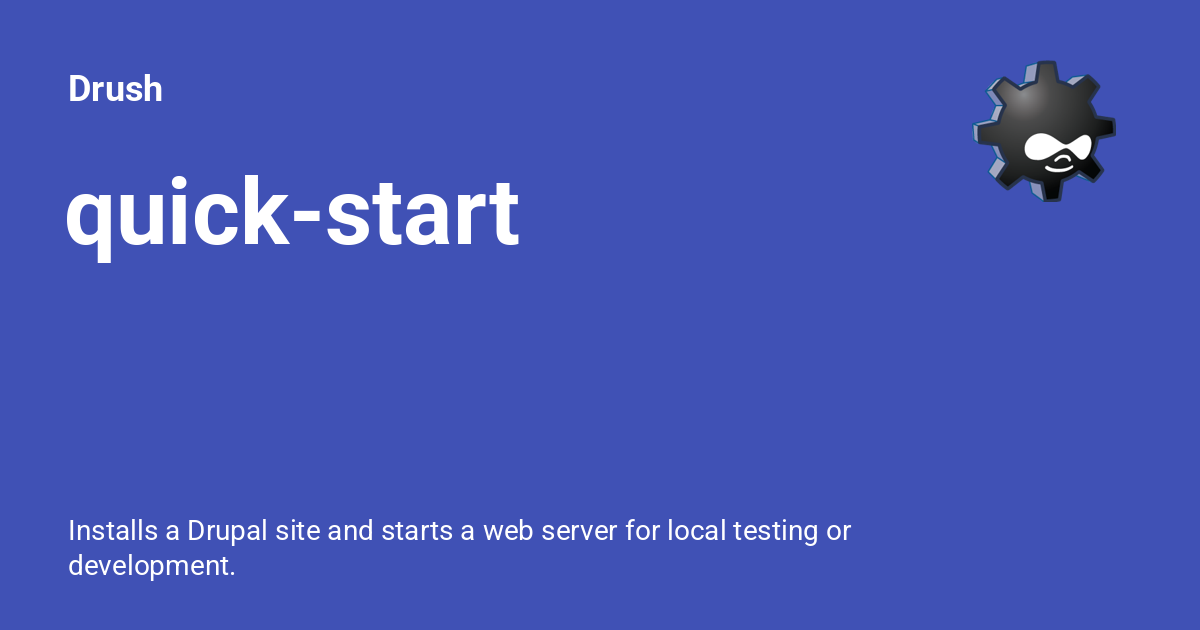 Drush
quick-start
Installs a Drupal site and starts a web server for local testing or
development.